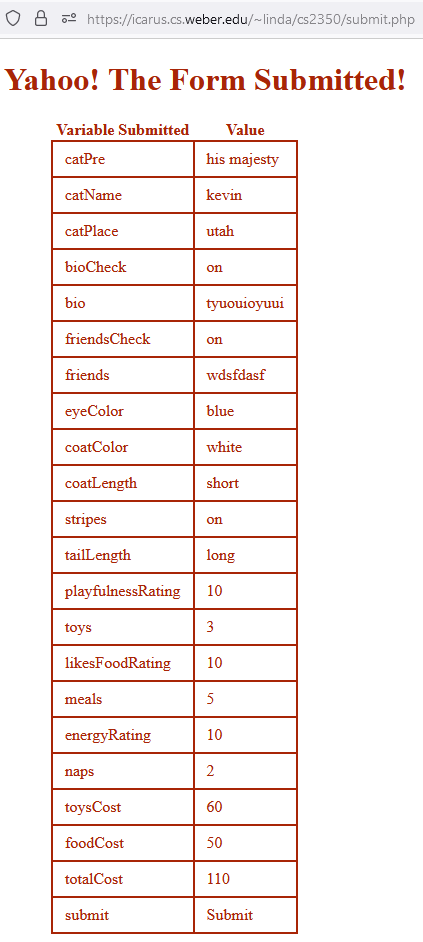 https://icarus.cs.weber.edu/~linda/cs2350/submit.php
Yahoo! The Form Submitted!
Variable Submitted Value
catPre his majesty
catName kevin
catPlace utah
bioCheck on
bio tyuouioyuui
friendsCheck on
friends wdsfdasf
eyeColor blue
coatColor white
coatLength short
stripes on
tailLength long
playfulnessRating 10
toys 3
likesFoodRating 10
meals 5
energyRating 10
naps 2
toysCost 60
foodCost 50
totalCost 110
submit Submit